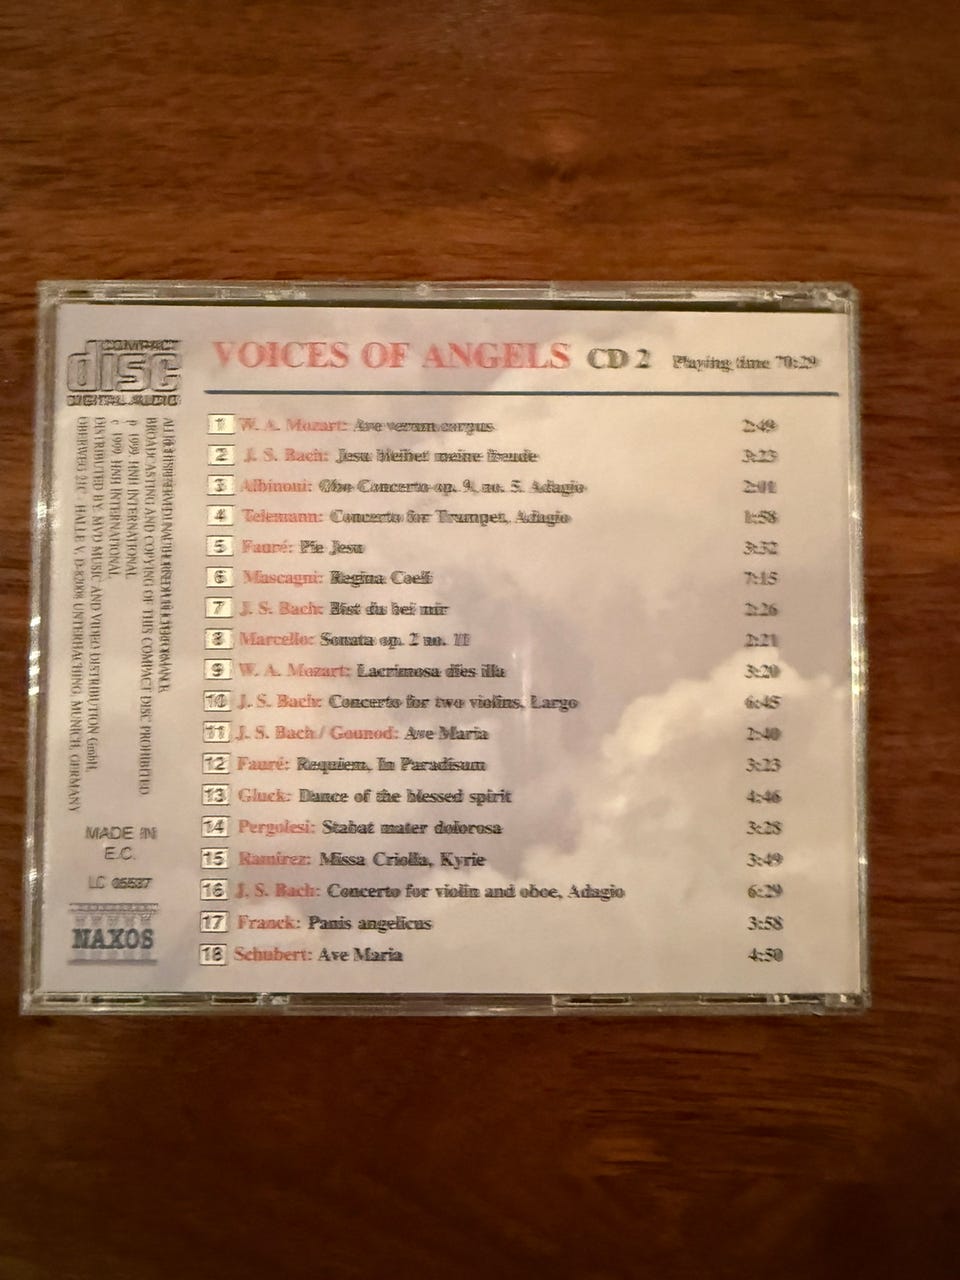 COMPACT
disc
DIGITAL AUDIO
VOICES OF ANGELS CD 2 Playing time 70:29
1 W. A. Mozart: Ave verum corpus 2:49
2 J. S. Bach: Jesu bleibet meine freude 3:23
3 Albinoni: Oboe Concerto op. 9, no. 5. Adagio 2:01
4 Telemann: Concerto for Trumpet, Adagio 1:58
5 Fauré: Pie Jesu 3:32
6 Mascagni: Regina Coeli 7:15
7 J. S. Bach: Bist du bei mir 2:26
8 Marcello: Sonata op. 2 no. 11 2:21
9 W. A. Mozart: Lacrimosa dies illa 3:20
10 J. S. Bach: Concerto for two violins, Largo 6:45
11 J. S. Bach / Gounod: Ave Maria 2:40
12 Fauré: Requiem, In Paradisum 3:23
13 Gluck: Dance of the blessed spirit 4:46
14 Pergolesi: Stabat mater dolorosa 3:28
15 Ramirez: Missa Criolla, Kyrie 3:49
16 J. S. Bach: Concerto for violin and oboe, Adagio 6:29
17 Franck: Panis angelicus 3:58
18 Schubert: Ave Maria 4:50
ALL RIGHTS RESERVED. UNAUTHORISED PUBLIC PERFORMANCE,
BROADCASTING AND COPYING OF THIS COMPACT DISC PROHIBITED
P 1999, HNH INTERNATIONAL
C 1999, HNH INTERNATIONAL,
DISTRIBUTED BY: MVD MUSIC AND VIDEO DISTRIBUTION GmbH,
OBERWEG 21C - HALLE V, D-82008 UNTERHACHING, MUNICH, GERMANY
MADE IN
E.C.
LC 05537
NAXOS